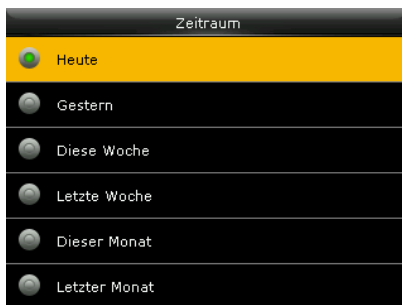 Zeitraum
Heute
Gestern
Diese Woche
Letzte Woche
Dieser Monat
Letzter Monat